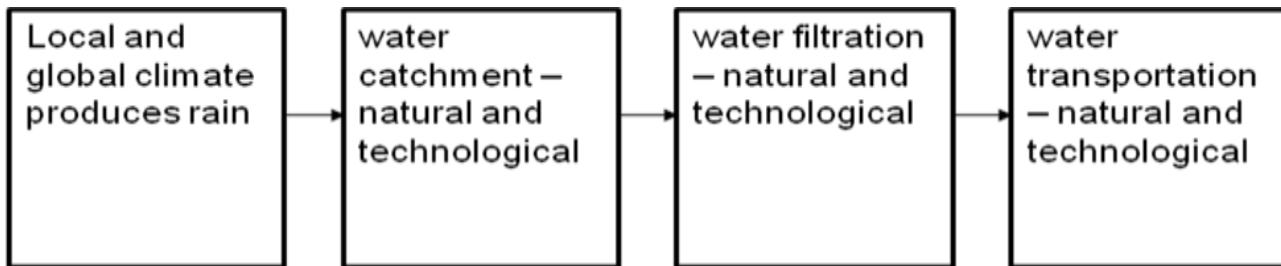 Local and
global climate
produces rain
water
catchment –
natural and
technological
water filtration
– natural and
technological
water
transportation
– natural and
technological